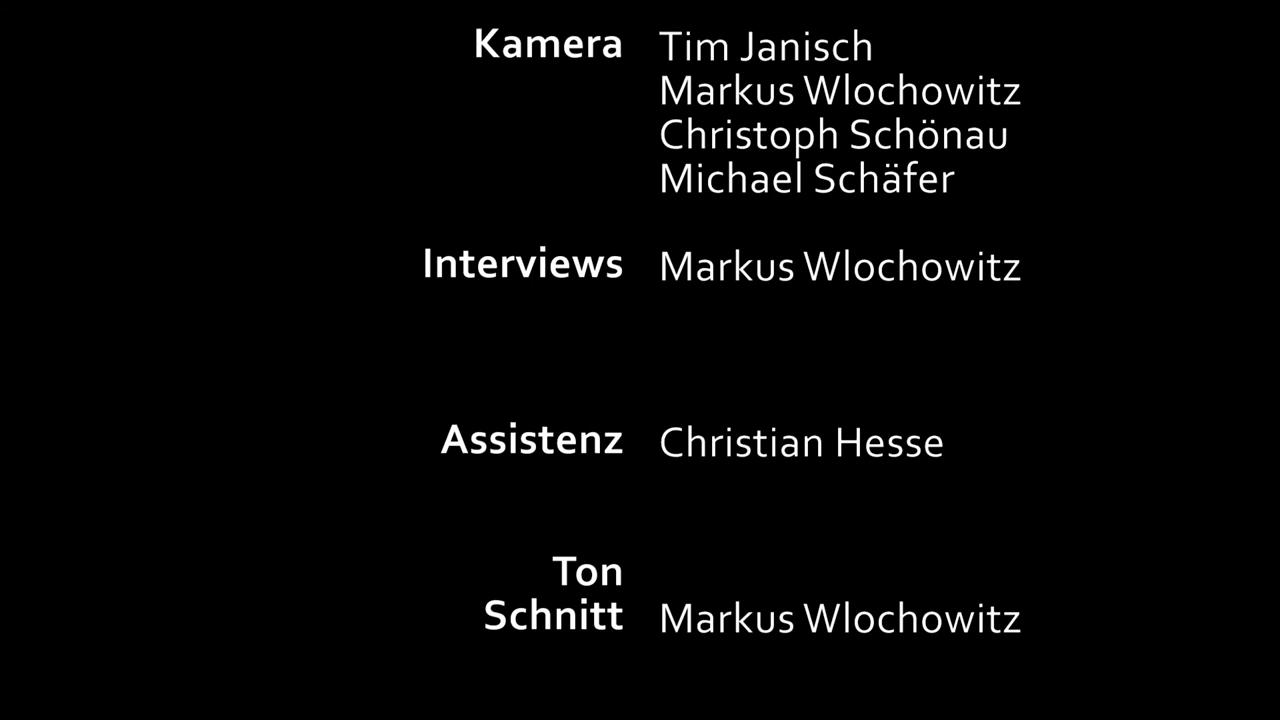 Kamera Tim Janisch
Markus Wlochowitz
Christoph Schönau
Michael Schäfer
Interviews Markus Wlochowitz
Assistenz Christian Hesse
Ton
Schnitt Markus Wlochowitz